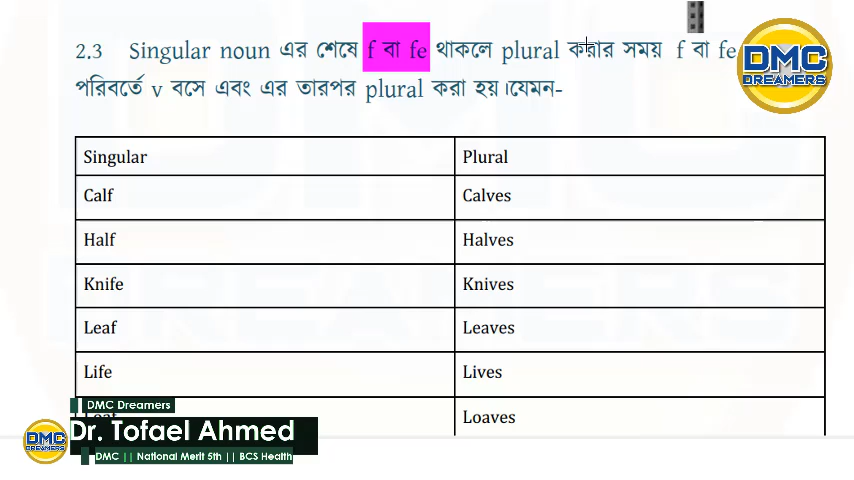 2.3 Singular noun এর শেষে f বা fe থাকলে plural করার সময় f বা fe
পরিবর্তে v বসে এবং এর তারপর plural করা হয়।যেমন-
DMC
DREAMERS
Singular Plural
Calf Calves
Half Halves
Knife Knives
Leaf Leaves
Life Lives
Loaves
DMC Dreamers
Dr. Tofael Ahmed
DMC || National Merit 5th || BCS Health
DMC
DREAMERS